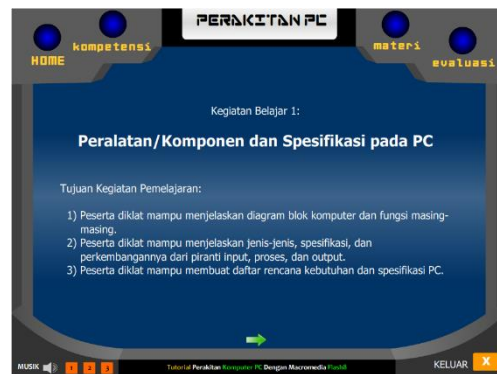 PERAKITAN PC
HOME
kompetensi
materi
evaluasi
Kegiatan Belajar 1:
Peralatan/Komponen dan Spesifikasi pada PC
Tujuan Kegiatan Pemelajaran:
1) Peserta diklat mampu menjelaskan diagram blok komputer dan fungsi masing-
masing.
2) Peserta diklat mampu menjelaskan jenis-jenis, spesifikasi, dan
perkembangannya dari piranti input, proses, dan output.
3) Peserta diklat mampu membuat daftar rencana kebutuhan dan spesifikasi PC.
MUSIK
1 2 3
Tutorial Perakitan Komputer PC Dengan Macromedia Flash8
KELUAR X